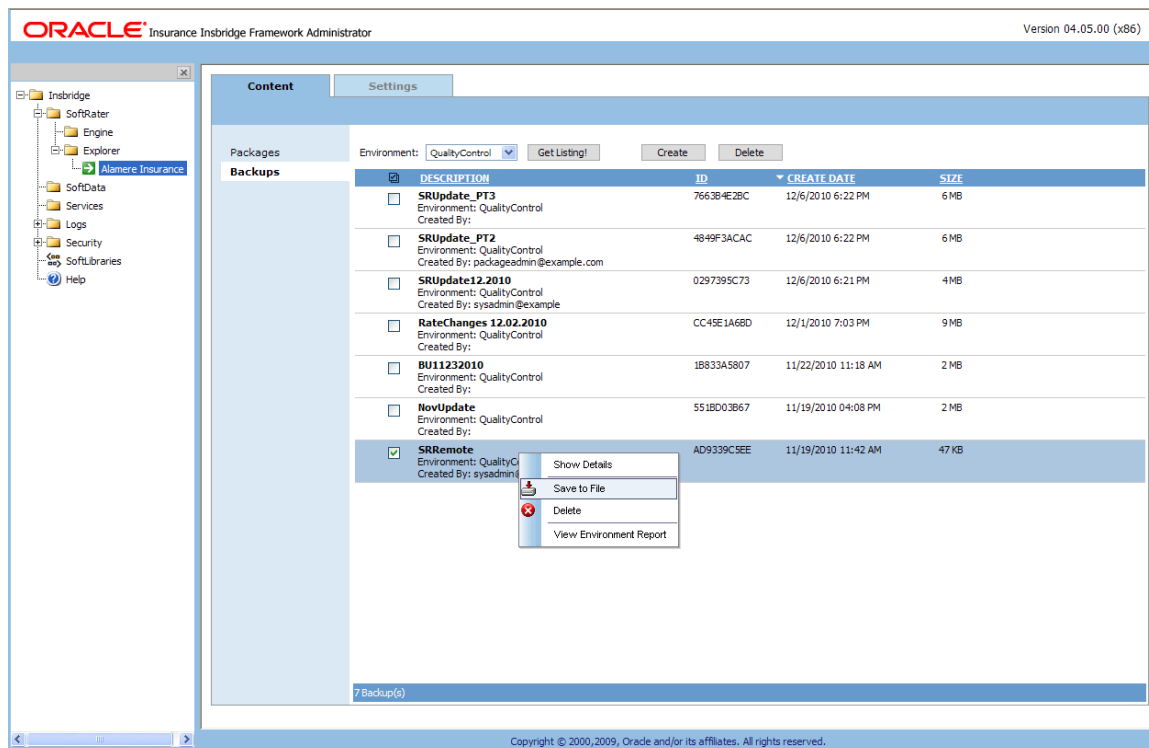 ORACLE Insurance Insbridge Framework Administrator
Version 04.05.00 (x86)
Insbridge
SoftRater
Engine
Explorer
Alamere Insurance
SoftData
Services
Logs
Security
SoftLibraries
Help
Content Settings
Packages
Backups
Environment: QualityControl Get Listing! Create Delete
DESCRIPTION ID CREATE DATE SIZE
SRUpdate_PT3 7663B4E2BC 12/6/2010 6:22 PM 6 MB
Environment: QualityControl
Created By:
SRUpdate_PT2 4849F3ACAC 12/6/2010 6:22 PM 6 MB
Environment: QualityControl
Created By: packageadmin@example.com
SRUpdate12.2010 0297395C73 12/6/2010 6:21 PM 4 MB
Environment: QualityControl
Created By: sysadmin@example
RateChanges 12.02.2010 CC45E1A6BD 12/1/2010 7:03 PM 9 MB
Environment: QualityControl
Created By:
BU11232010 1B833A5807 11/22/2010 11:18 AM 2 MB
Environment: QualityControl
Created By:
NovUpdate 551BD03B67 11/19/2010 04:08 PM 2 MB
Environment: QualityControl
Created By:
SRRemote AD9339C5EE 11/19/2010 11:42 AM 47 KB
Environment: QualityC
Created By: sysadmin@
Show Details
Save to File
Delete
View Environment Report
7 Backup(s)
Copyright © 2000,2009, Oracle and/or its affiliates. All rights reserved.